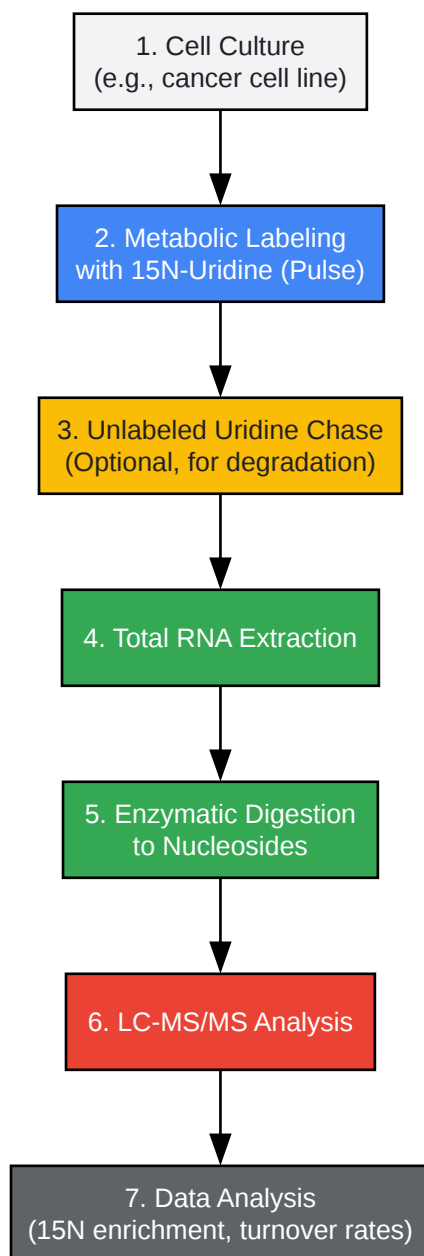 1. Cell Culture
(e.g., cancer cell line)
2. Metabolic Labeling
with 15N-Uridine (Pulse)
3. Unlabeled Uridine Chase
(Optional, for degradation)
4. Total RNA Extraction
5. Enzymatic Digestion
to Nucleosides
6. LC-MS/MS Analysis
7. Data Analysis
(15N enrichment, turnover rates)